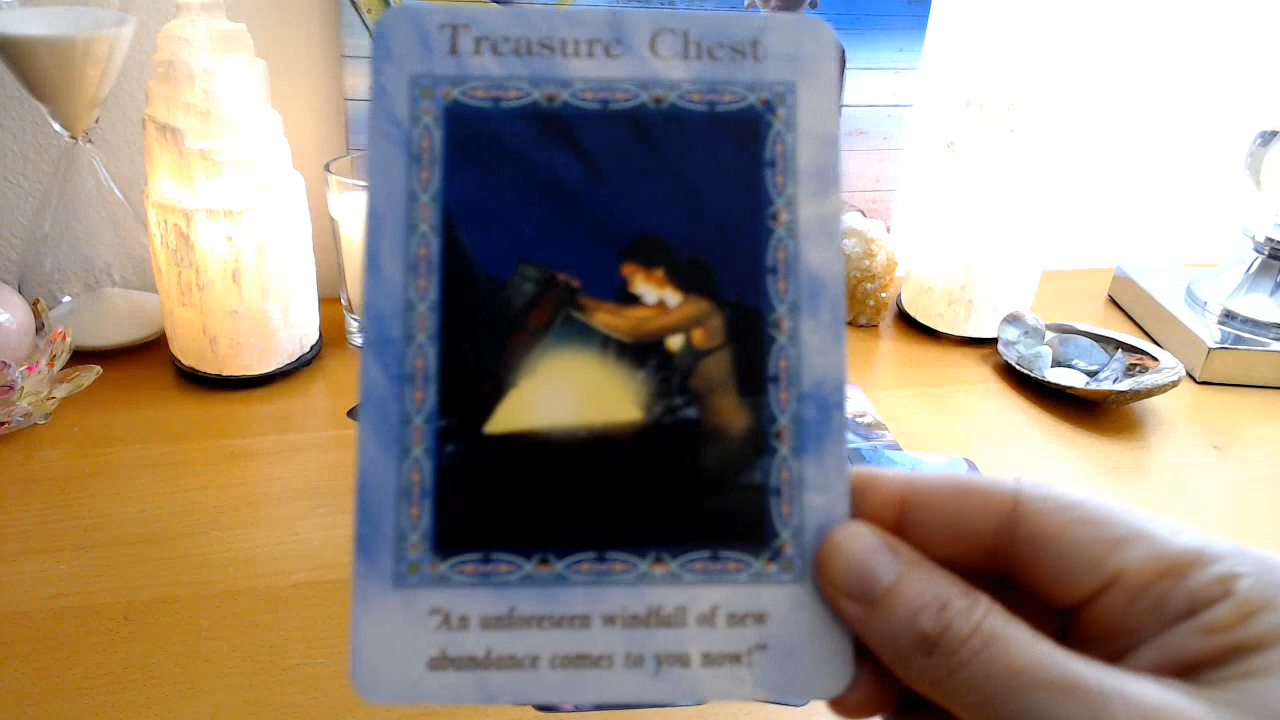 Treasure Chest
"An unforeseen windfall of new
abundance comes to you now!"